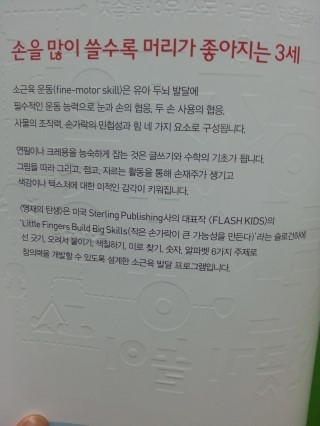 손을 많이 쓸수록 머리가 좋아지는 3세
소근육 운동(fine-motor skill)은 유아 두뇌 발달에
필수적인 운동 능력으로 눈과 손의 협응, 두 손 사용의 협응,
사물의 조작력, 손가락의 민첩성과 힘 네 가지 요소로 구성됩니다.
연필이나 크레용을 능숙하게 잡는 것은 글쓰기와 수학의 기초가 됩니다.
그림을 따라 그리고, 접고, 자르는 활동을 통해 손재주가 생기고
색감이나 텍스처에 대한 미적인 감각이 키워집니다.
〈영재의 탄생〉은 미국 Sterling Publishing사의 대표작 〈FLASH KIDS〉의
'Little Fingers Build Big Skills(작은 손가락이 큰 가능성을 만든다)'라는 슬로건하에
선 긋기, 오려서 붙이기, 색칠하기, 미로 찾기, 숫자, 알파벳 6가지 주제로
창의력을 개발할 수 있도록 설계한 소근육 발달 프로그램입니다.